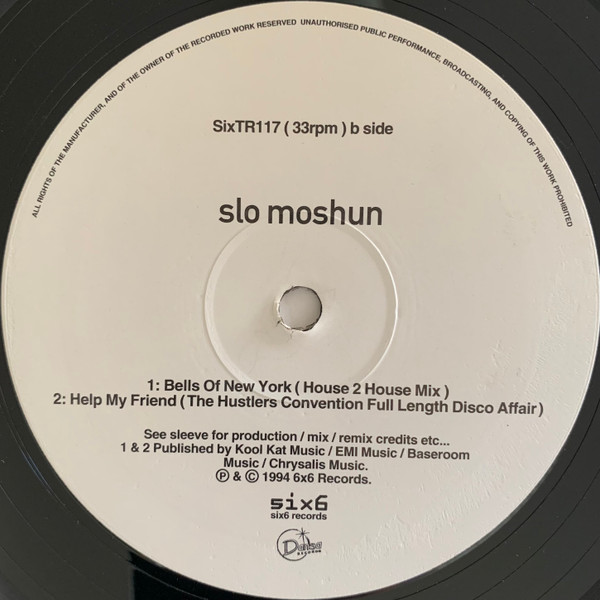 ALL RIGHTS OF THE MANUFACTURER, AND OF THE OWNER OF THE RECORDED WORK RESERVED UNAUTHORISED PUBLIC PERFORMANCE, BROADCASTING, AND COPYING OF THIS WORK PROHIBITED
SixTR117 ( 33rpm ) b side
slo moshun
1: Bells Of New York ( House 2 House Mix )
2: Help My Friend ( The Hustlers Convention Full Length Disco Affair )
See sleeve for production / mix / remix credits etc...
1 & 2 Published by Kool Kat Music / EMI Music / Baseroom
Music / Chrysalis Music.
Ⓟ & © 1994 6x6 Records.
six6
six6 records
RECORDS